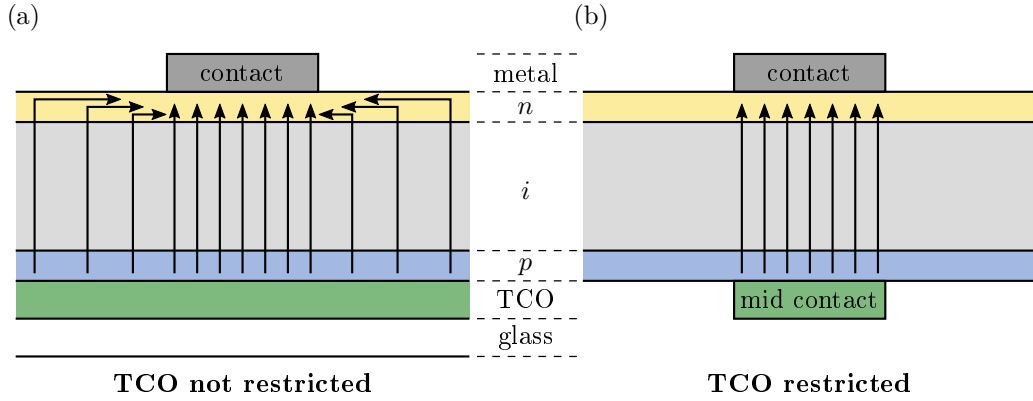 (a)
(b)
contact
metal
contact
n
i
p
TCO
mid contact
glass
TCO not restricted
TCO restricted